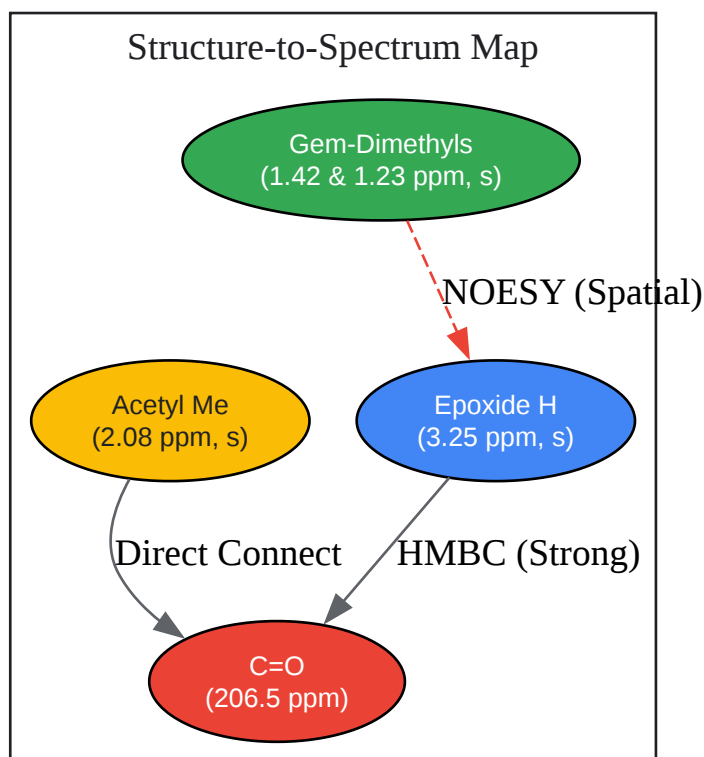 Structure-to-Spectrum Map
Gem-Dimethyls
(1.42 & 1.23 ppm, s)
NOESY (Spatial)
Acetyl Me
(2.08 ppm, s)
Epoxide H
(3.25 ppm, s)
Direct Connect
HMBC (Strong)
C=O
(206.5 ppm)